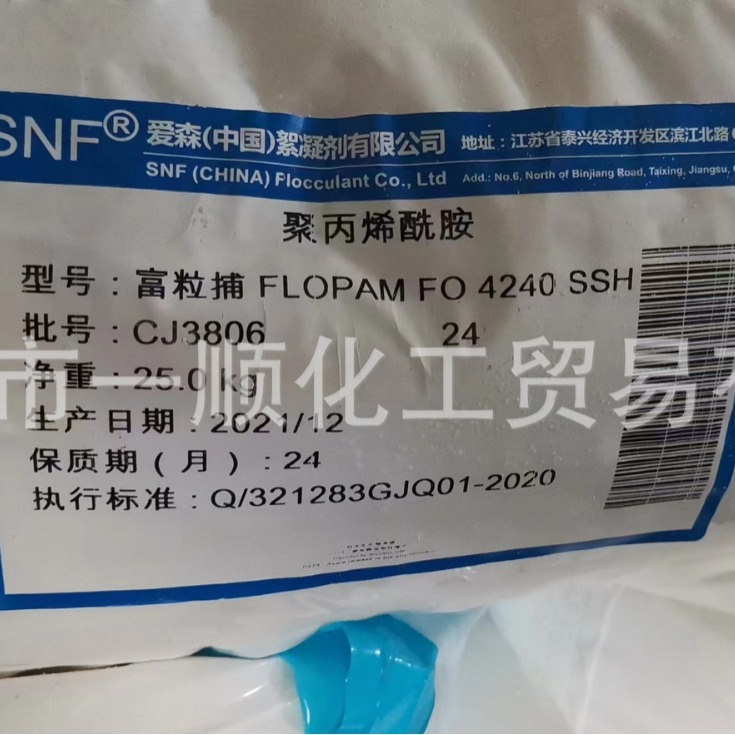 SNF® 爱森(中国)絮凝剂有限公司 地址：江苏省泰兴经济开发区滨江北路
SNF (CHINA) Flocculant Co., Ltd Add.: No.6, North of Binjiang Road, Taixing, Jiangsu,
聚丙烯酰胺
型号：富粒捕 FLOPAM FO 4240 SSH
批号：CJ3806 24
市一顺化工贸易有
净重：25.0 kg
生产日期：2021/12
保质期（月）：24
执行标准：Q/321283GJQ01-2020